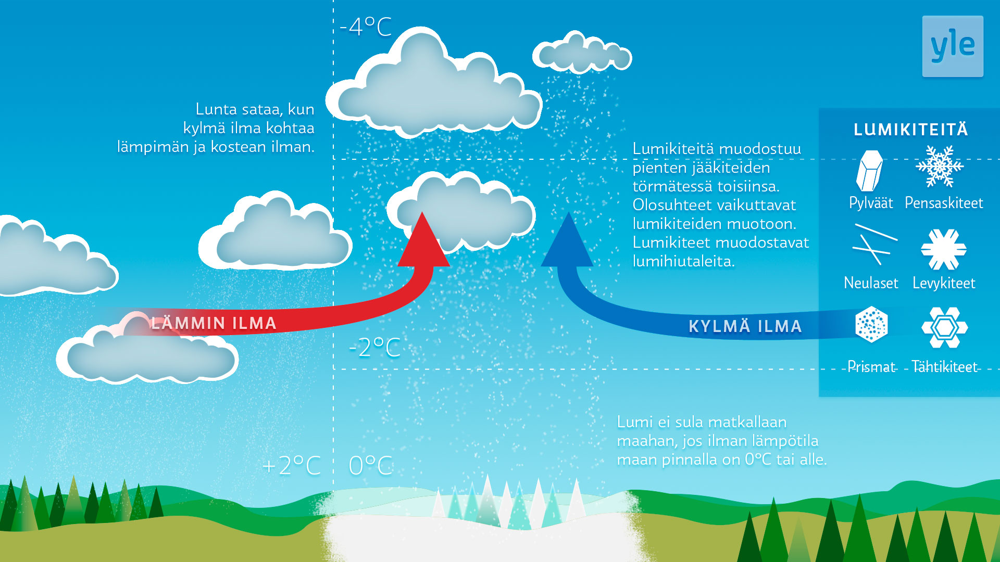 -4°C
yle
Lunta sataa, kun
kylmä ilma kohtaa
lämpimän ja kostean ilman.
Lumikiteitä muodostuu
pienten jääkiteiden
törmätessä toisiinsa.
Olosuhteet vaikuttavat
lumikiteiden muotoon.
Lumikiteet muodostavat
lumihiutaleita.
LUMIKITEITÄ
Pylväät Pensaskiteet
Neulaset Levykiteet
Prismat Tähtikiteet
LÄMMIN ILMA
KYLMÄ ILMA
-2°C
Lumi ei sula matkallaan
maahan, jos ilman lämpötila
maan pinnalla on 0°C tai alle.
+2°C 0°C